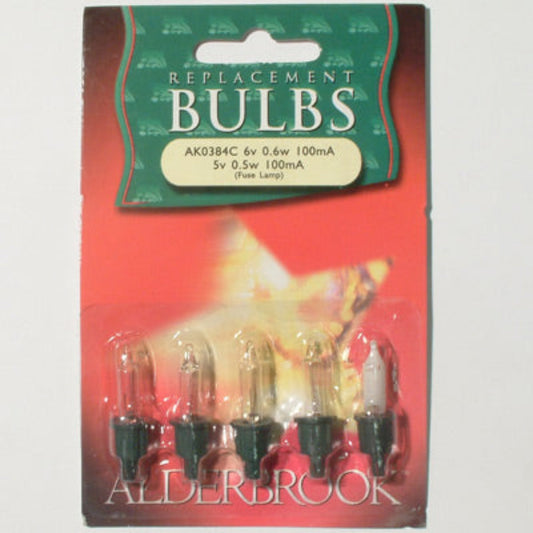 REPLACEMENT
BULBS
AK0384C 6v 0.6w 100mA
5v 0.5w 100mA
(Fuse Lamp)
ALDERBROOK